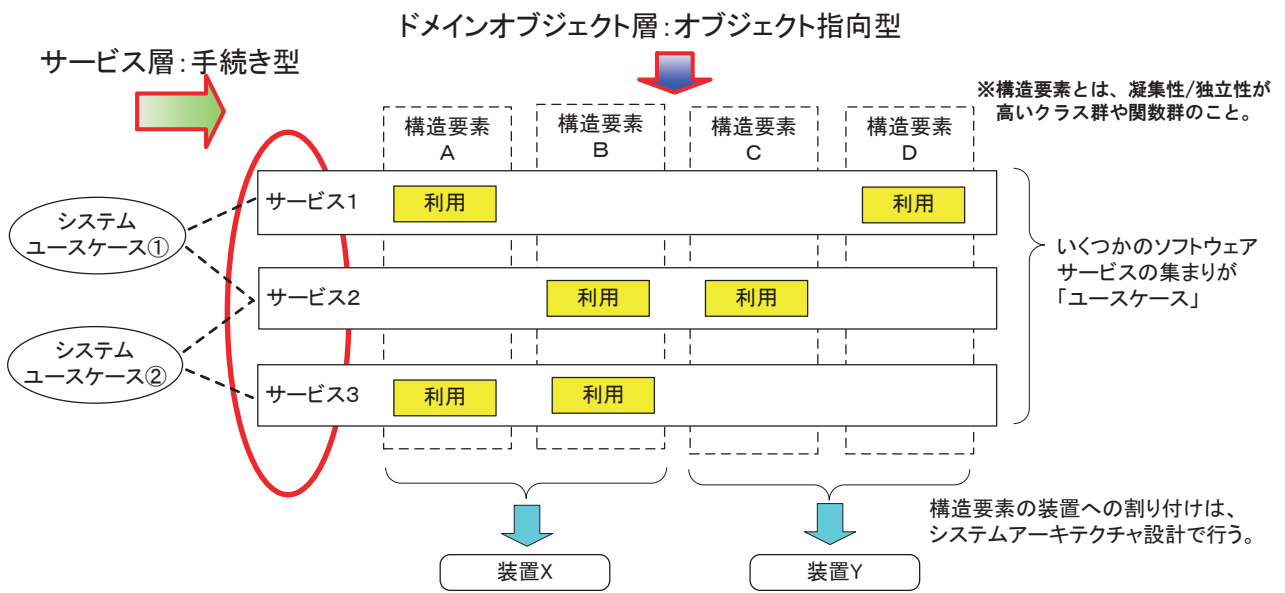 ドメインオブジェクト層：オブジェクト指向型
サービス層：手続き型
※構造要素とは、凝集性/独立性が
高いクラス群や関数群のこと。
構造要素
A
構造要素
B
構造要素
C
構造要素
D
サービス1
利用
利用
システム
ユースケース①
サービス2
利用
利用
いくつかのソフトウェア
サービスの集まりが
「ユースケース」
システム
ユースケース②
サービス3
利用
利用
構造要素の装置への割り付けは、
システムアーキテクチャ設計で行う。
装置X
装置Y